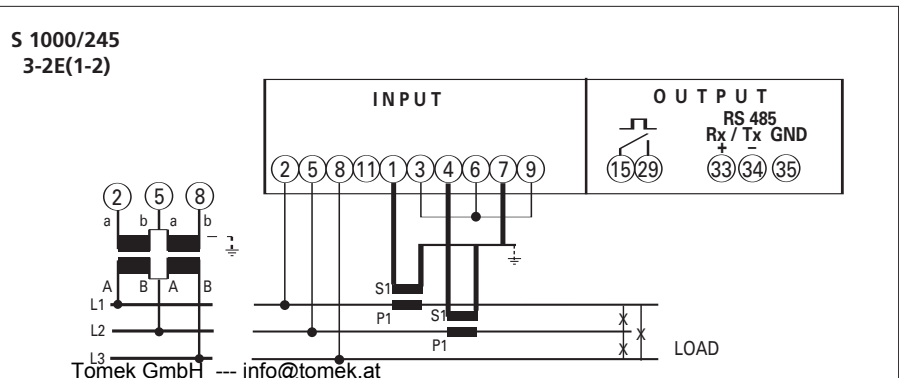 S 1000/245
3-2E(1-2)
INPUT
OUTPUT
RS 485
Rx / Tx GND
+ –
2 5 8 11 1 3 4 6 7 9
15 29 33 34 35
2 5 8
a b a b
A B A B
S1
P1
S1
P1
L1
L2
L3
X
X
X
LOAD
Tomek GmbH --- info@tomek.at